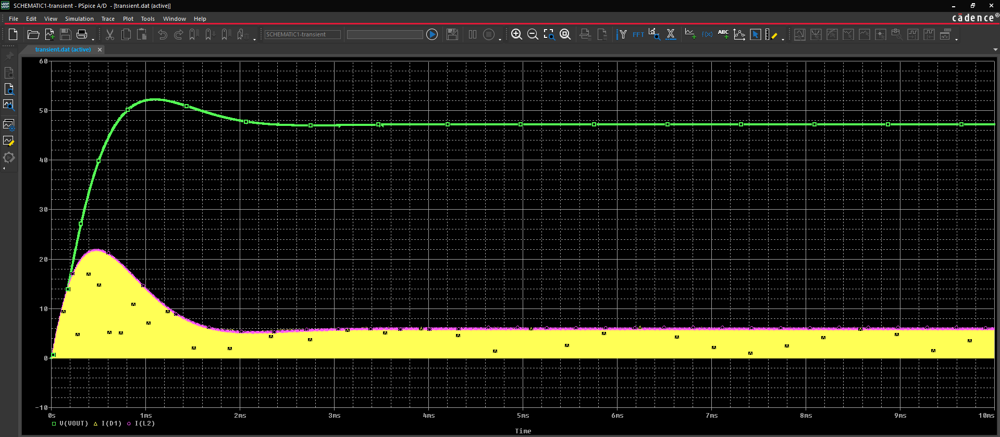 SCHEMATIC1-transient - PSpice A/D - [transient.dat (active)]
File Edit View Simulation Trace Plot Tools Window Help
cādence®
SCHEMATIC1-transient
Y FFT X f(x) ABC
transient.dat (active)
60
50
40
30
20
10
0
-10
0s 1ms 2ms 3ms 4ms 5ms 6ms 7ms 8ms 9ms 10ms
V(VOUT) I(D1) I(L2)
Time